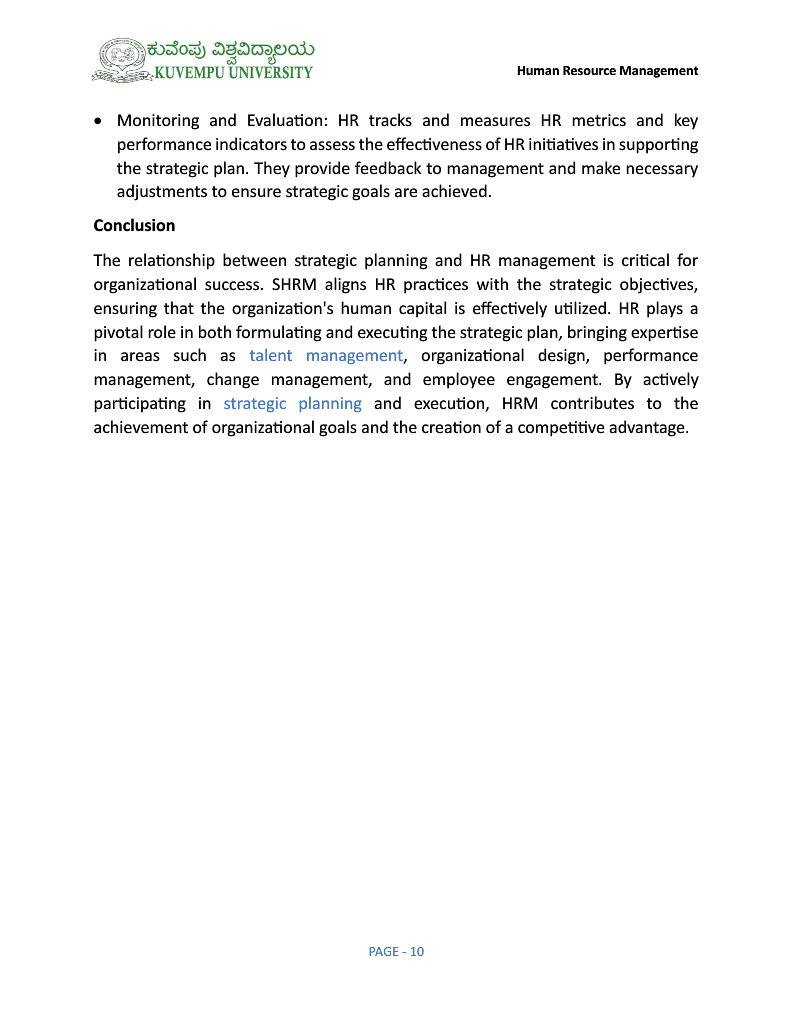 ಕುವೆಂಪು ವಿಶ್ವವಿದ್ಯಾಲಯ
KUVEMPU UNIVERSITY
Human Resource Management
• Monitoring and Evaluation: HR tracks and measures HR metrics and key
performance indicators to assess the effectiveness of HR initiatives in supporting
the strategic plan. They provide feedback to management and make necessary
adjustments to ensure strategic goals are achieved.
Conclusion
The relationship between strategic planning and HR management is critical for
organizational success. SHRM aligns HR practices with the strategic objectives,
ensuring that the organization's human capital is effectively utilized. HR plays a
pivotal role in both formulating and executing the strategic plan, bringing expertise
in areas such as talent management, organizational design, performance
management, change management, and employee engagement. By actively
participating in strategic planning and execution, HRM contributes to the
achievement of organizational goals and the creation of a competitive advantage.
PAGE - 10